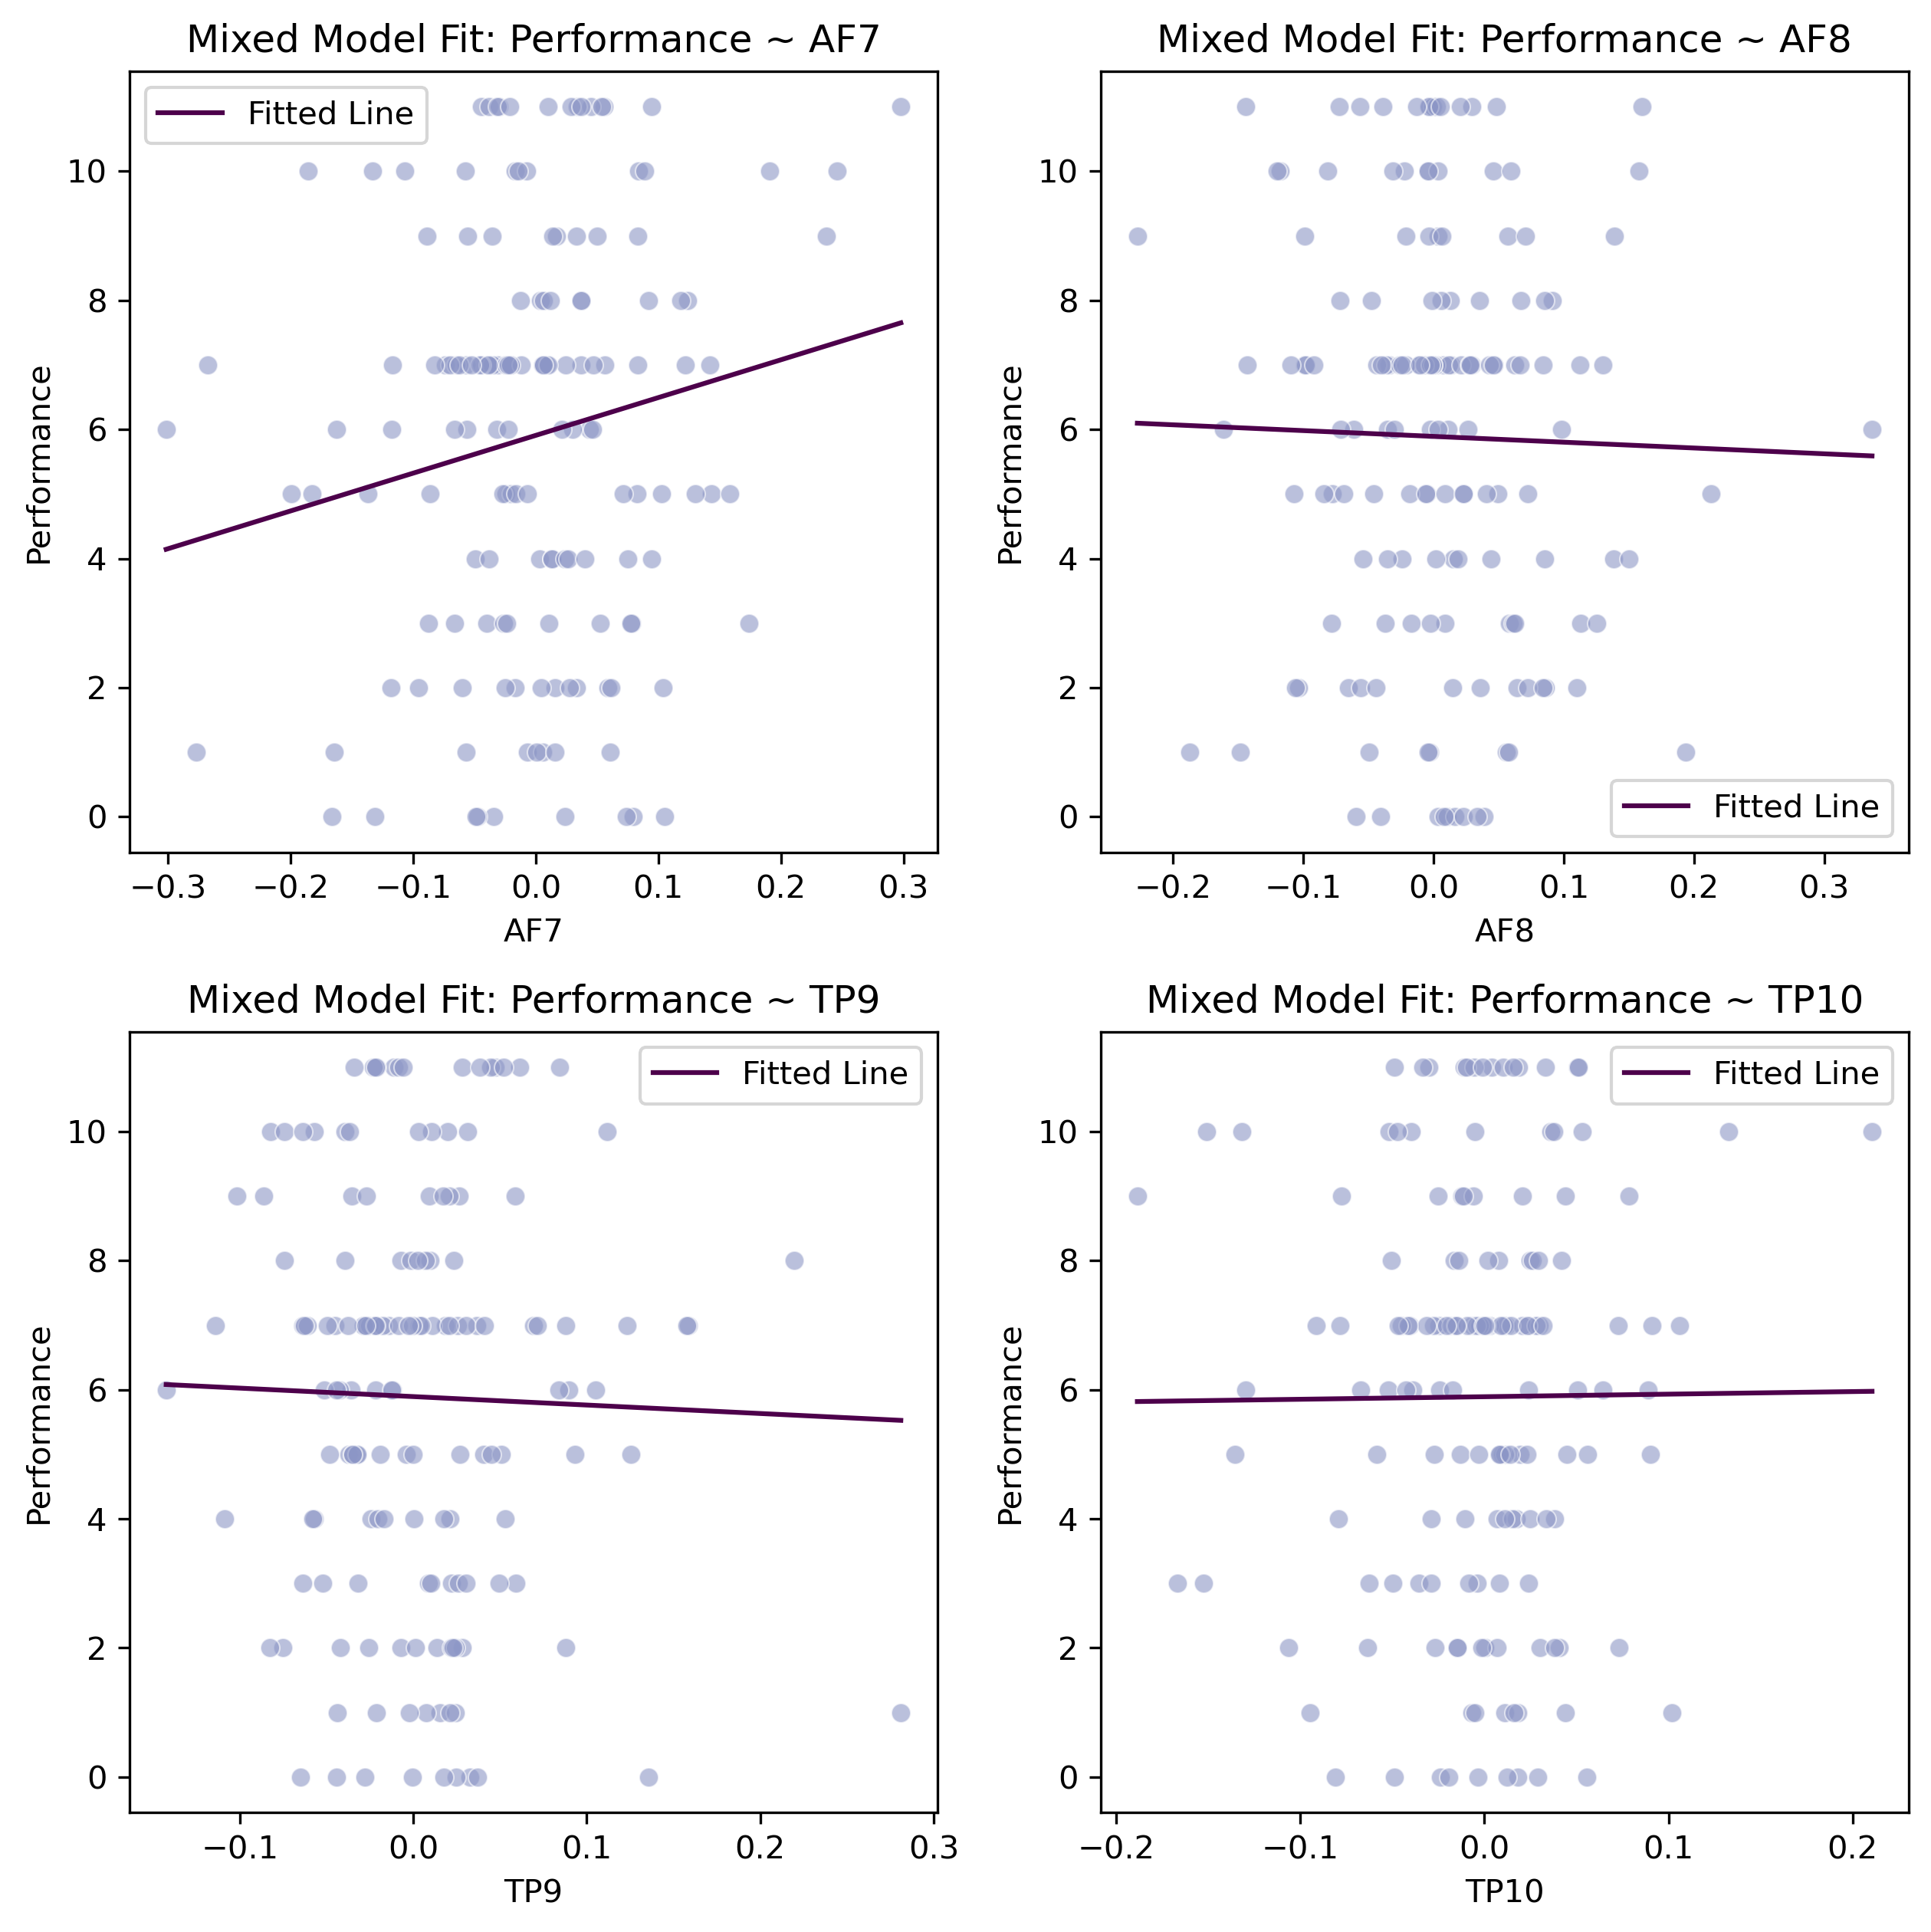 Mixed Model Fit: Performance ~ AF7
Fitted Line
10
8
6
4
2
0
Performance
−0.3 −0.2 −0.1 0.0 0.1 0.2 0.3
AF7
Mixed Model Fit: Performance ~ AF8
10
8
6
4
2
0
Performance
Fitted Line
−0.2 −0.1 0.0 0.1 0.2 0.3
AF8
Mixed Model Fit: Performance ~ TP9
Fitted Line
10
8
6
4
2
0
Performance
−0.1 0.0 0.1 0.2 0.3
TP9
Mixed Model Fit: Performance ~ TP10
Fitted Line
10
8
6
4
2
0
Performance
−0.2 −0.1 0.0 0.1 0.2
TP10